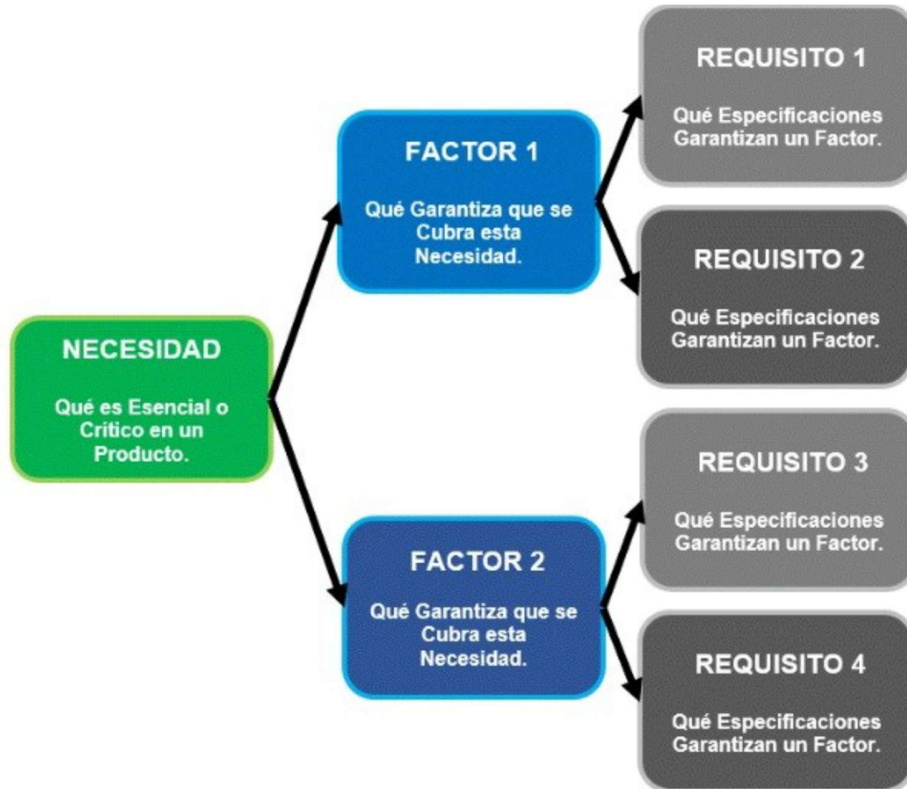 NECESIDAD
Qué es Esencial o
Crítico en un
Producto.
FACTOR 1
Qué Garantiza que se
Cubra esta
Necesidad.
REQUISITO 1
Qué Especificaciones
Garantizan un Factor.
REQUISITO 2
Qué Especificaciones
Garantizan un Factor.
FACTOR 2
Qué Garantiza que se
Cubra esta
Necesidad.
REQUISITO 3
Qué Especificaciones
Garantizan un Factor.
REQUISITO 4
Qué Especificaciones
Garantizan un Factor.